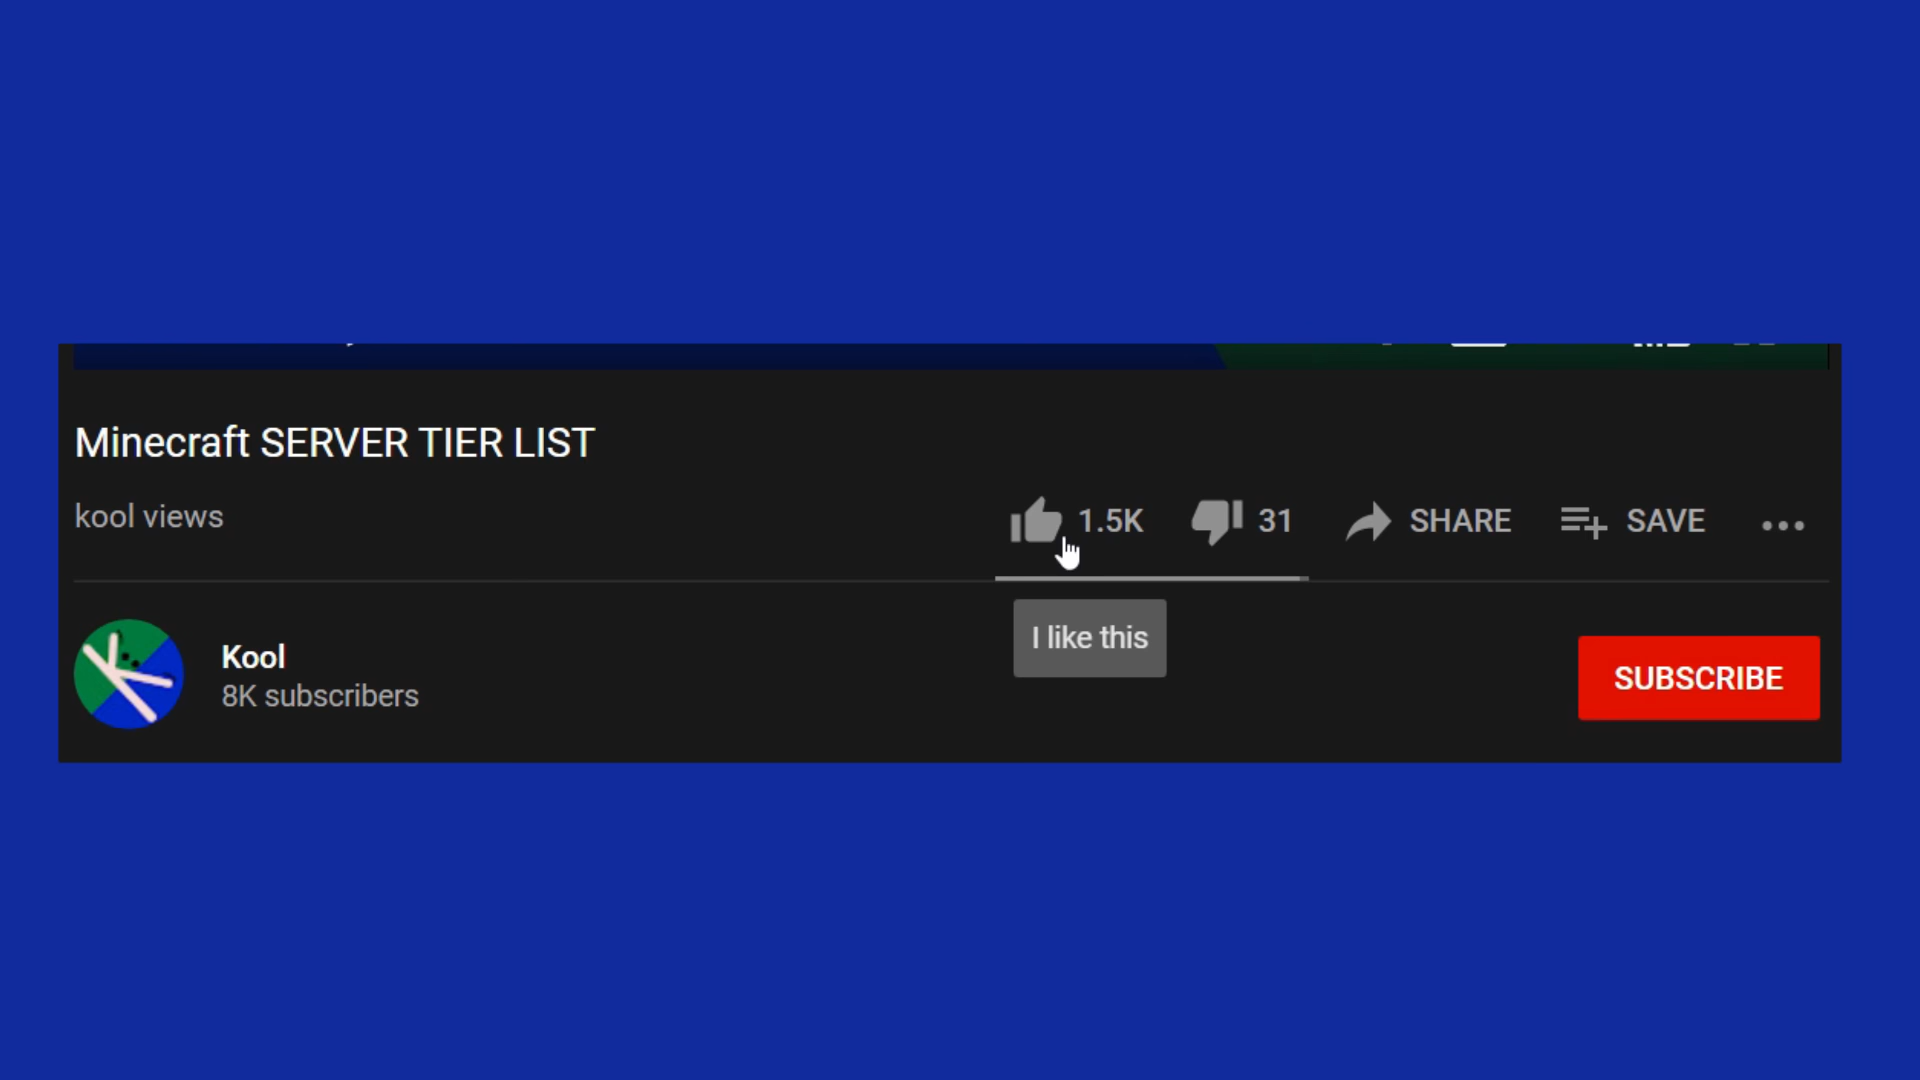 Minecraft SERVER TIER LIST
kool views
1.5K
31
SHARE
SAVE
I like this
Kool
8K subscribers
SUBSCRIBE